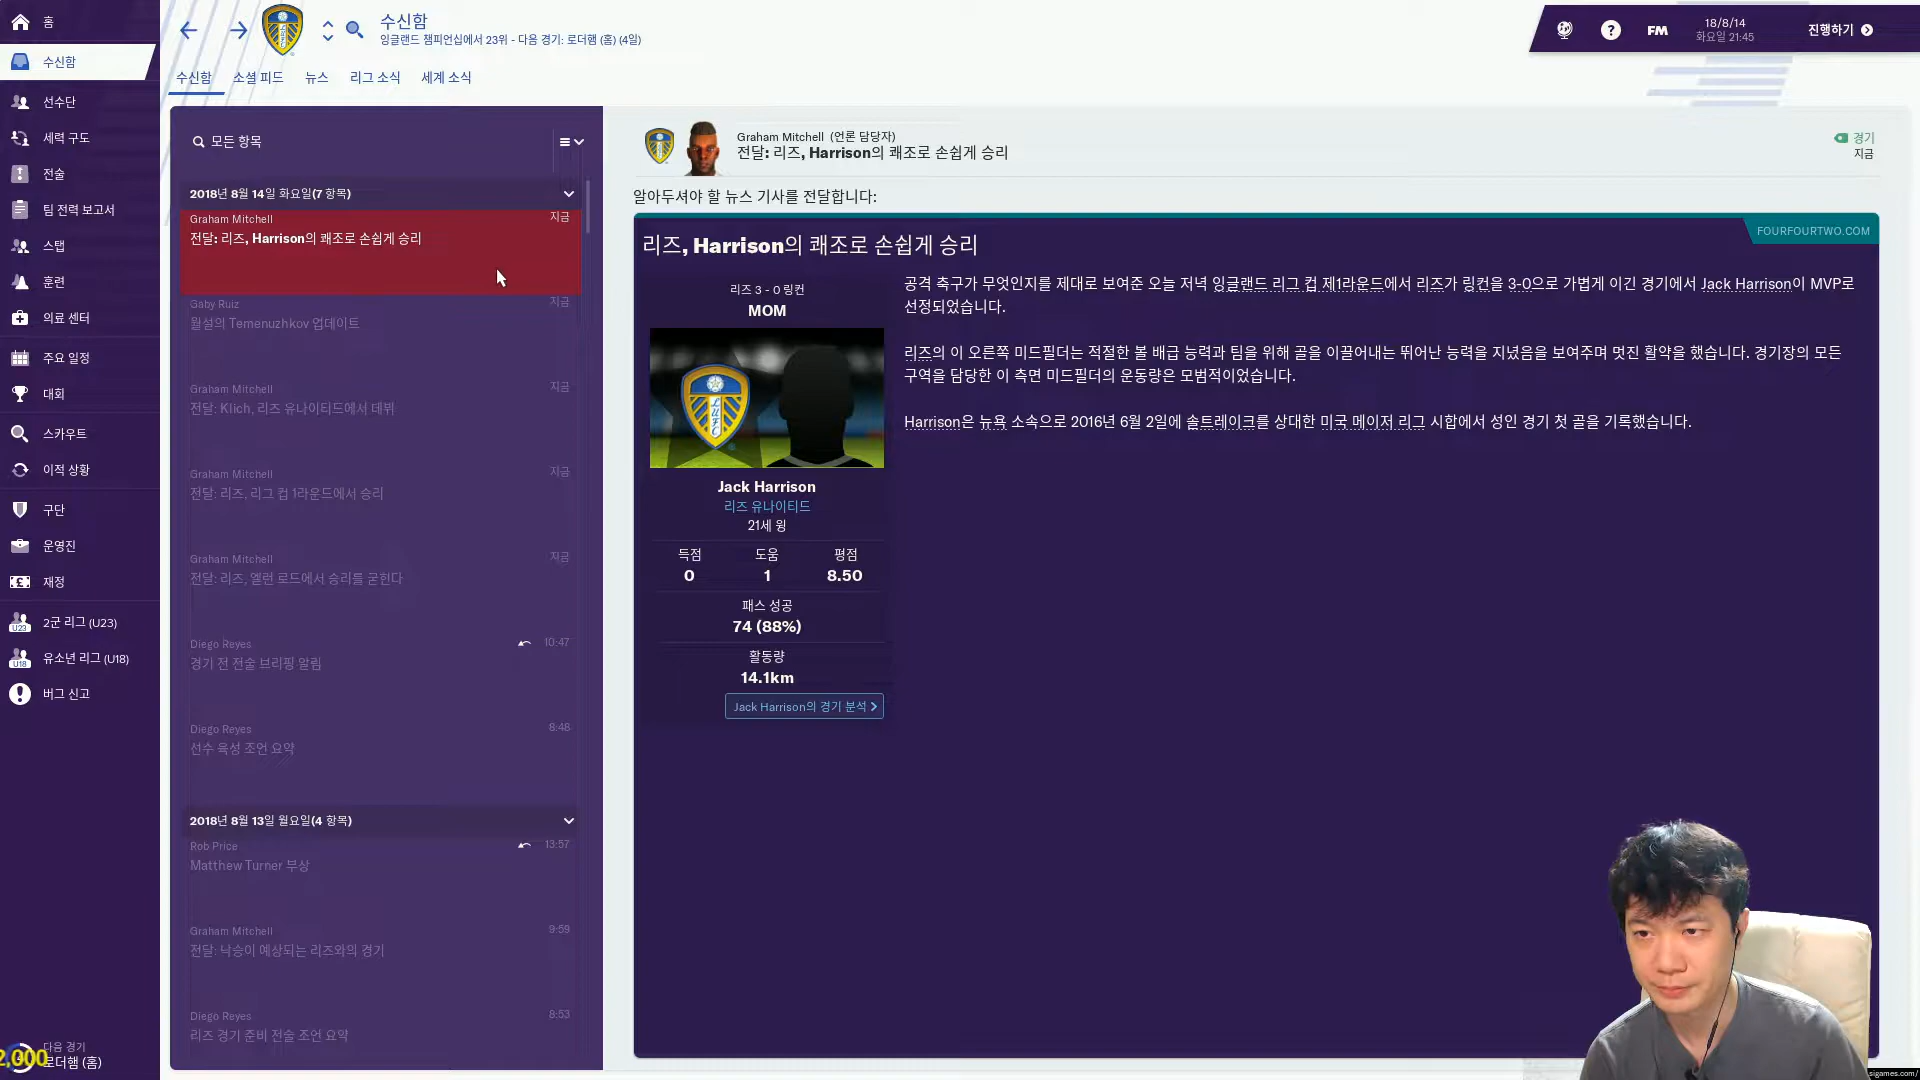 홈
수신함
선수단
세력 구도
전술
팀 전력 보고서
스탭
훈련
의료 센터
주요 일정
대회
스카우트
이적 상황
구단
운영진
재정
2군 리그 (U23)
유소년 리그 (U18)
버그 신고
다음 경기
로더햄 (홈)
2,000
수신함
잉글랜드 챔피언십에서 23위 - 다음 경기: 로더햄 (홈) (4일)
수신함 소셜 피드 뉴스 리그 소식 세계 소식
FM
18/8/14
화요일 21:45
진행하기
모든 항목
2018년 8월 14일 화요일(7 항목)
Graham Mitchell 지금
전달: 리즈, Harrison의 쾌조로 손쉽게 승리
Gaby Ruiz 지금
월설의 Temenuzhkov 업데이트
Graham Mitchell 지금
전달: Klich, 리즈 유나이티드에서 데뷔
Graham Mitchell 지금
전달: 리즈, 리그 컵 1라운드에서 승리
Graham Mitchell 지금
전달: 리즈, 엘런 로드에서 승리를 굳힌다
Diego Reyes 10:47
경기 전 전술 브리핑 알림
Diego Reyes 8:48
선수 육성 조언 요약
2018년 8월 13일 월요일(4 항목)
Rob Price 13:57
Matthew Turner 부상
Graham Mitchell 9:59
전달: 낙승이 예상되는 리즈와의 경기
Diego Reyes 8:53
리즈 경기 준비 전술 조언 요약
Graham Mitchell (언론 담당자)
전달: 리즈, Harrison의 쾌조로 손쉽게 승리
경기
지금
알아두셔야 할 뉴스 기사를 전달합니다:
FOURFOURTWO.COM
리즈, Harrison의 쾌조로 손쉽게 승리
리즈 3 - 0 링컨
MOM
Jack Harrison
리즈 유나이티드
21세 윙
득점 도움 평점
0 1 8.50
패스 성공
74 (88%)
활동량
14.1km
Jack Harrison의 경기 분석
공격 축구가 무엇인지를 제대로 보여준 오늘 저녁 잉글랜드 리그 컵 제1라운드에서 리즈가 링컨을 3-0으로 가볍게 이긴 경기에서 Jack Harrison이 MVP로
선정되었습니다.
리즈의 이 오른쪽 미드필더는 적절한 볼 배급 능력과 팀을 위해 골을 이끌어내는 뛰어난 능력을 지녔음을 보여주며 멋진 활약을 했습니다. 경기장의 모든
구역을 담당한 이 측면 미드필더의 운동량은 모범적이었습니다.
Harrison은 뉴욕 소속으로 2016년 6월 2일에 솔트레이크를 상대한 미국 메이저 리그 시합에서 성인 경기 첫 골을 기록했습니다.
sigames.com/